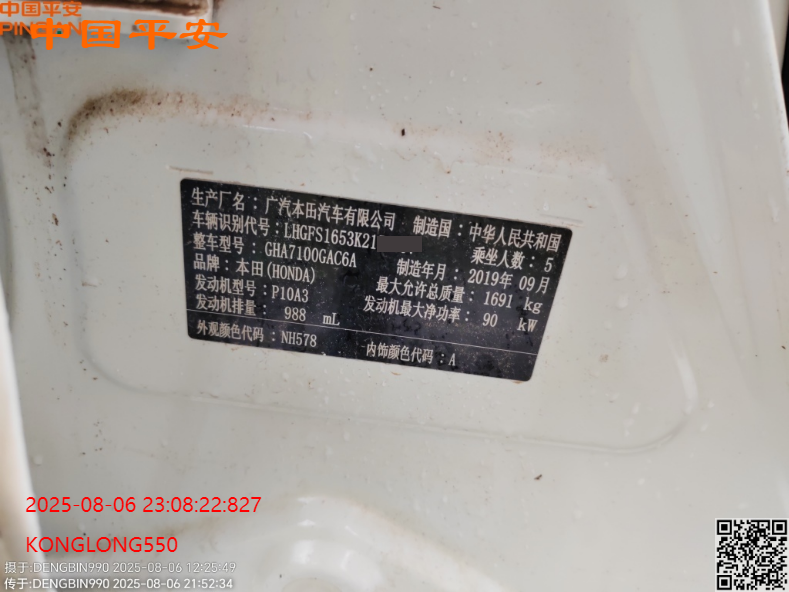 中国平安
PING AN
中国平安
生产厂名：广汽本田汽车有限公司 制造国：中华人民共和国
车辆识别代号：LHGFS1653K21 乘坐人数：5
整车型号：GHA7100GAC6A 制造年月：2019年 09月
品牌：本田(HONDA) 最大允许总质量：1691 kg
发动机型号：P10A3 发动机最大净功率：90 kW
发动机排量：988 mL
外观颜色代码：NH578 内饰颜色代码：A
2025-08-06 23:08:22:827
KONGLONG550
摄于:DENGBIN990 2025-08-06 12:25:49
传于:DENGBIN990 2025-08-06 21:52:34